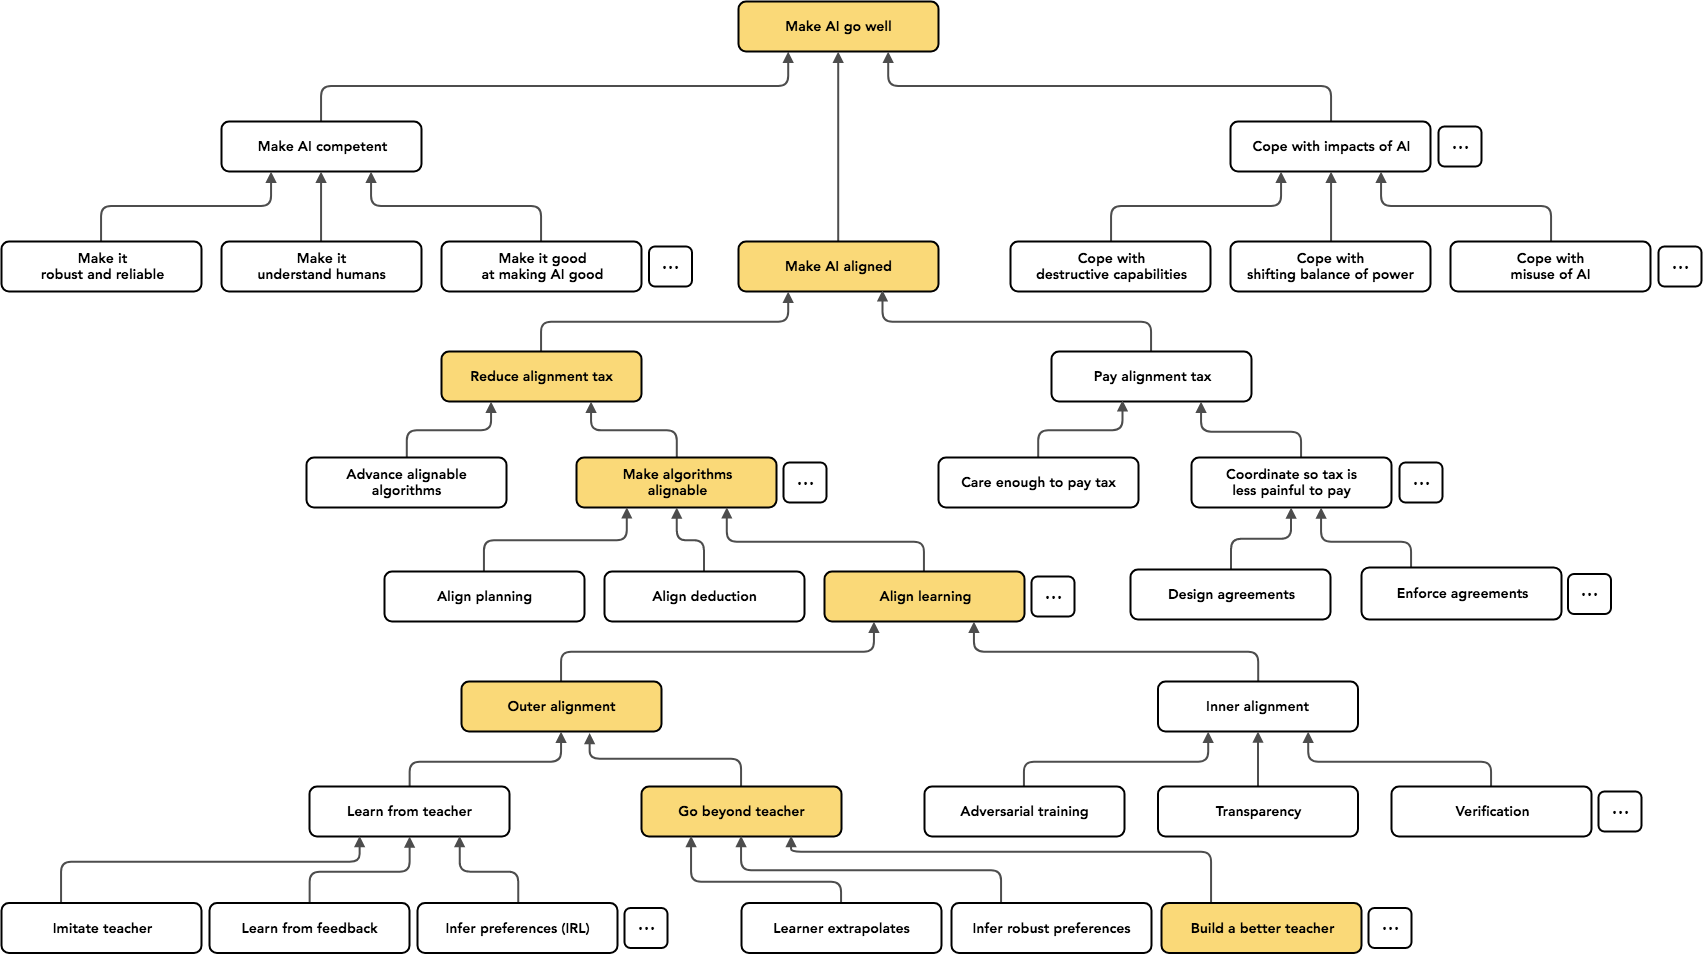 Make AI go well
Make AI competent
Cope with impacts of AI
...
Make it
robust and reliable
Make it
understand humans
Make it good
at making AI good
...
Make AI aligned
Cope with
destructive capabilities
Cope with
shifting balance of power
Cope with
misuse of AI
...
Reduce alignment tax
Pay alignment tax
Advance alignable
algorithms
Make algorithms
alignable
...
Care enough to pay tax
Coordinate so tax is
less painful to pay
...
Align planning
Align deduction
Align learning
...
Design agreements
Enforce agreements
...
Outer alignment
Inner alignment
Learn from teacher
Go beyond teacher
Adversarial training
Transparency
Verification
...
Imitate teacher
Learn from feedback
Infer preferences (IRL)
...
Learner extrapolates
Infer robust preferences
Build a better teacher
...